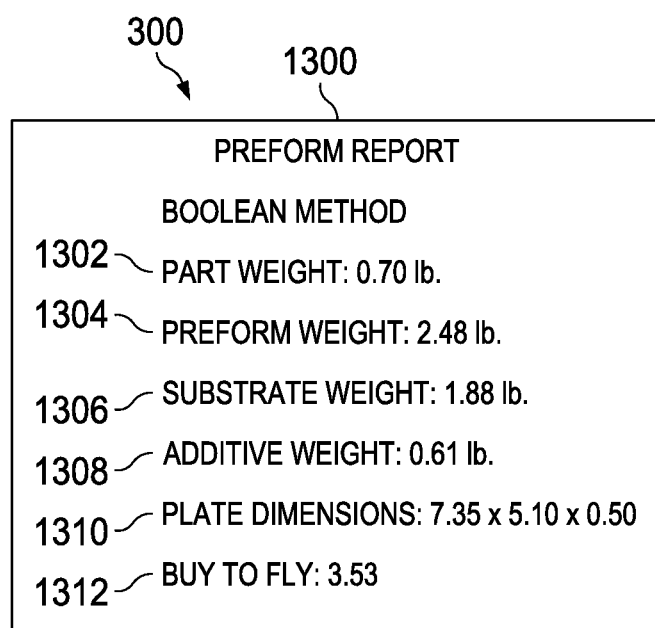 300
1300
PREFORM REPORT
BOOLEAN METHOD
1302 PART WEIGHT: 0.70 lb.
1304 PREFORM WEIGHT: 2.48 lb.
1306 SUBSTRATE WEIGHT: 1.88 lb.
1308 ADDITIVE WEIGHT: 0.61 lb.
1310 PLATE DIMENSIONS: 7.35 x 5.10 x 0.50
1312 BUY TO FLY: 3.53